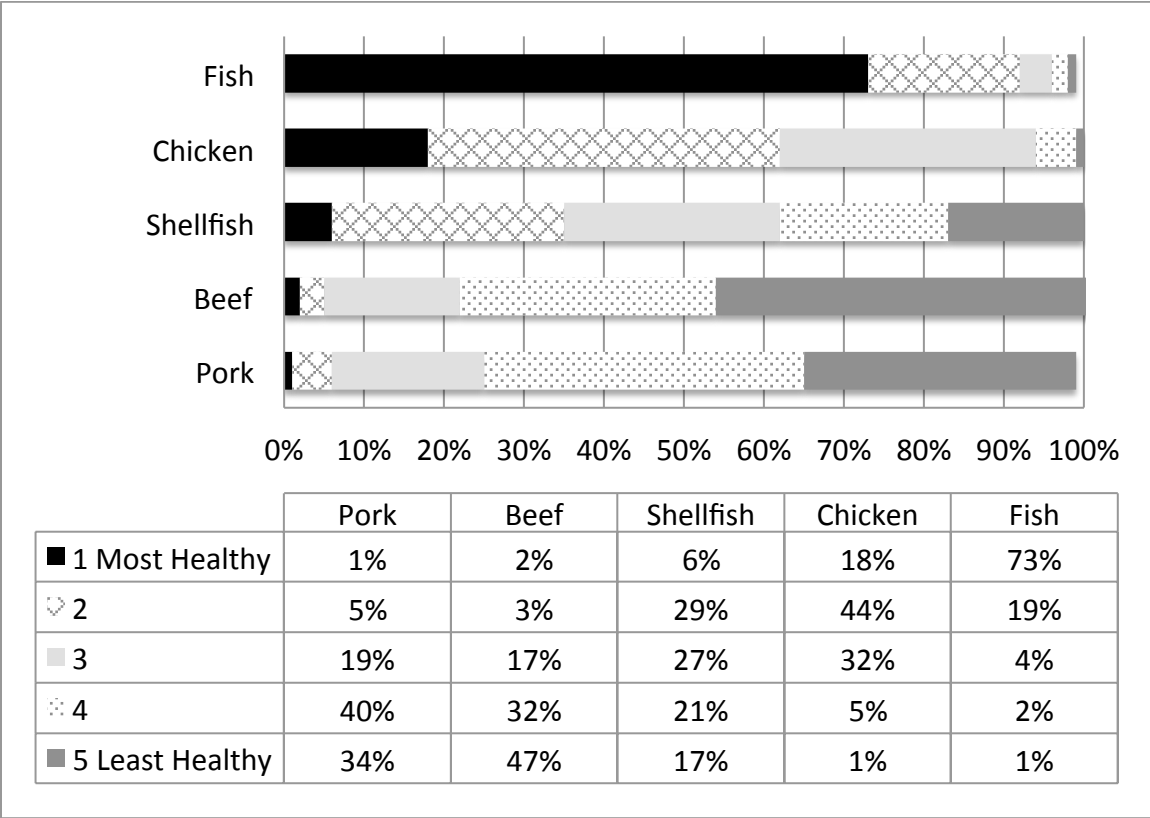 Fish
Chicken
Shellfish
Beef
Pork
0% 10% 20% 30% 40% 50% 60% 70% 80% 90% 100%
Pork Beef Shellfish Chicken Fish
1 Most Healthy 1% 2% 6% 18% 73%
2 5% 3% 29% 44% 19%
3 19% 17% 27% 32% 4%
4 40% 32% 21% 5% 2%
5 Least Healthy 34% 47% 17% 1% 1%